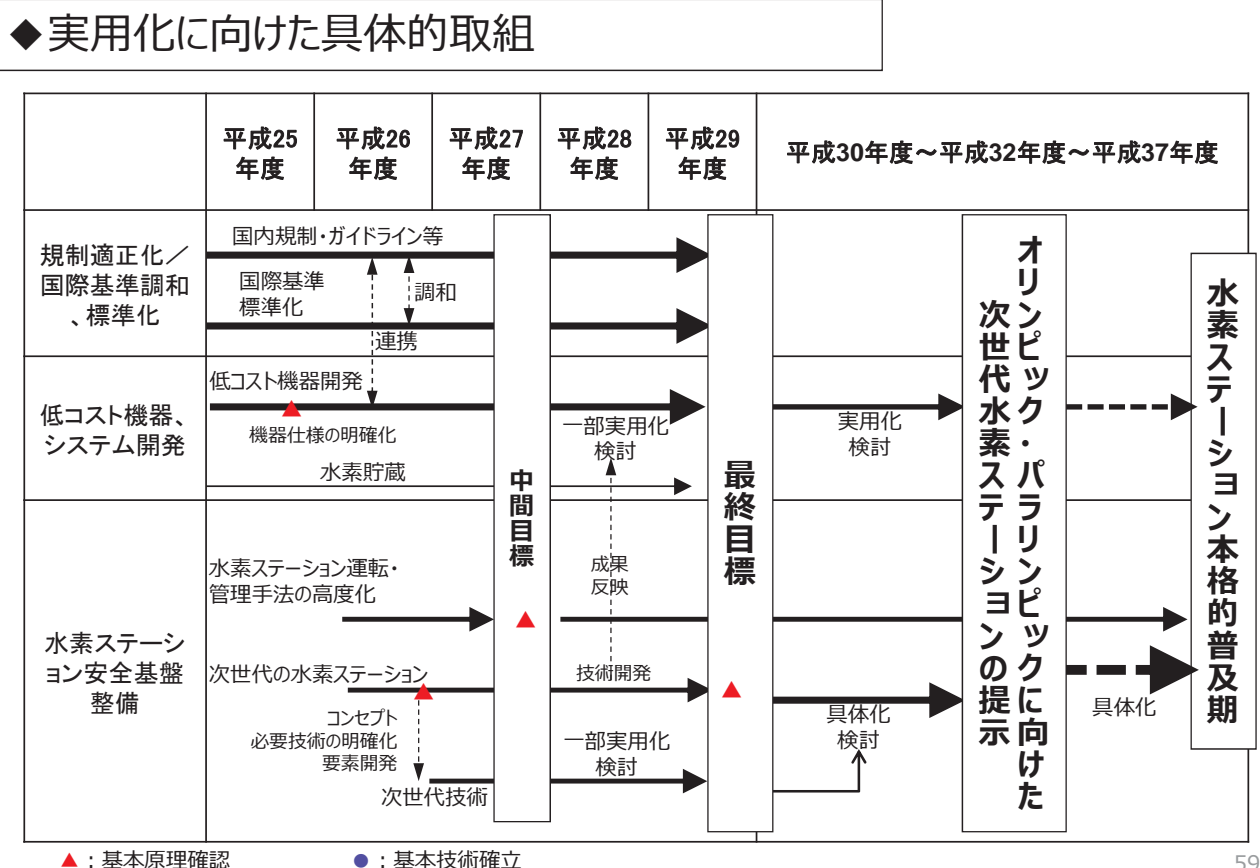 ◆実用化に向けた具体的取組
平成25
年度
平成26
年度
平成27
年度
平成28
年度
平成29
年度
平成30年度～平成32年度～平成37年度
規制適正化／
国際基準調和
、標準化
国内規制・ガイドライン等
国際基準
標準化
調和
連携
低コスト機器、
システム開発
低コスト機器開発
機器仕様の明確化
水素貯蔵
一部実用化
検討
実用化
検討
水素ステーシ
ョン安全基盤
整備
水素ステーション運転・
管理手法の高度化
成果
反映
次世代の水素ステーション
技術開発
コンセプト
必要技術の明確化
要素開発
次世代技術
一部実用化
検討
具体化
検討
具体化
中間目標
最終目標
オリンピック・パラリンピックに向けた
次世代水素ステーションの提示
水素ステーション本格的普及期
▲：基本原理確認
●：基本技術確立
59